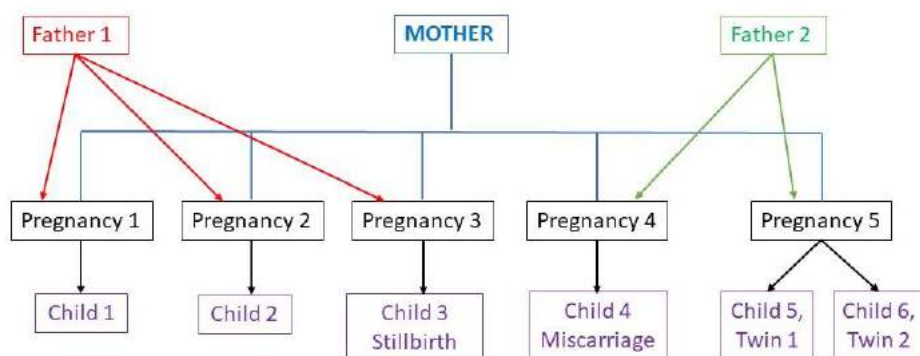 Father 1
MOTHER
Father 2
Pregnancy 1
Pregnancy 2
Pregnancy 3
Pregnancy 4
Pregnancy 5
Child 1
Child 2
Child 3
Stillbirth
Child 4
Miscarriage
Child 5,
Twin 1
Child 6,
Twin 2